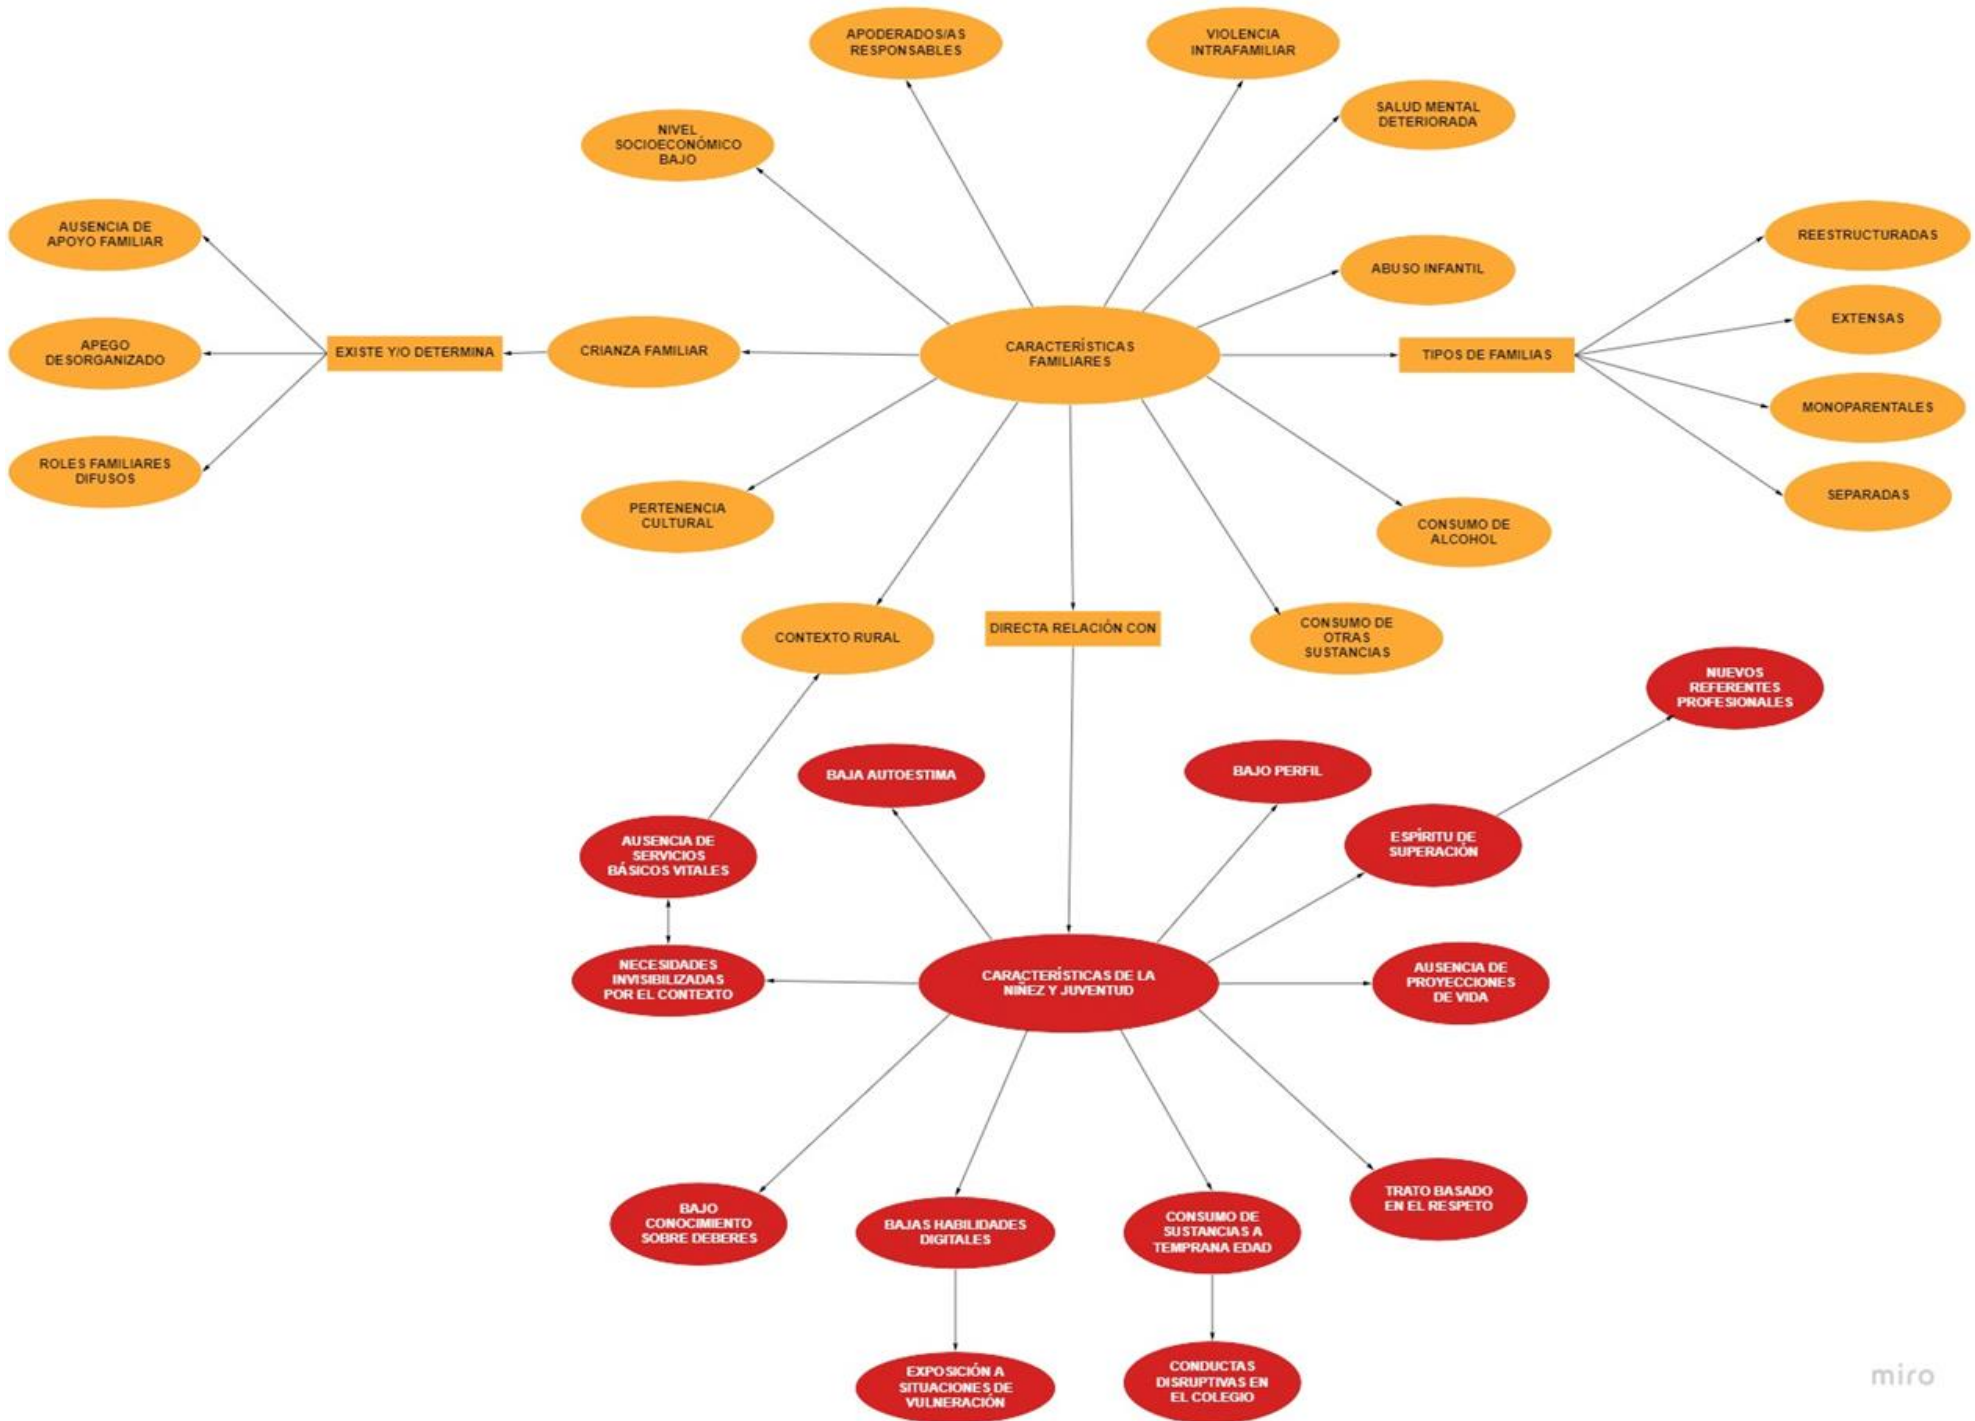 APODERADOS/AS
RESPONSABLES
VIOLENCIA
INTRAFAMILIAR
SALUD MENTAL
DETERIORADA
NIVEL
SOCIOECONÓMICO
BAJO
AUSENCIA DE
APOYO FAMILIAR
REESTRUCTURADAS
ABUSO INFANTIL
EXTENSAS
APEGO
DESORGANIZADO
EXISTE Y/O DETERMINA
CRIANZA FAMILIAR
CARACTERÍSTICAS
FAMILIARES
TIPOS DE FAMILIAS
MONOPARENTALES
ROLES FAMILIARES
DIFUSOS
SEPARADAS
PERTENENCIA
CULTURAL
CONSUMO DE
ALCOHOL
CONTEXTO RURAL
DIRECTA RELACIÓN CON
CONSUMO DE
OTRAS
SUSTANCIAS
NUEVOS
REFERENTES
PROFESIONALES
BAJA AUTOESTIMA
BAJO PERFIL
AUSENCIA DE
SERVICIOS
BÁSICOS VITALES
ESPÍRITU DE
SUPERACIÓN
NECESIDADES
INVISIBILIZADAS
POR EL CONTEXTO
CARACTERÍSTICAS DE LA
NIÑEZ Y JUVENTUD
AUSENCIA DE
PROYECCIONES
DE VIDA
BAJO
CONOCIMIENTO
SOBRE DEBERES
BAJAS HABILIDADES
DIGITALES
CONSUMO DE
SUSTANCIAS A
TEMPRANA EDAD
TRATO BASADO
EN EL RESPETO
EXPOSICIÓN A
SITUACIONES DE
VULNERACIÓN
CONDUCTAS
DISRUPTIVAS EN
EL COLEGIO
miro